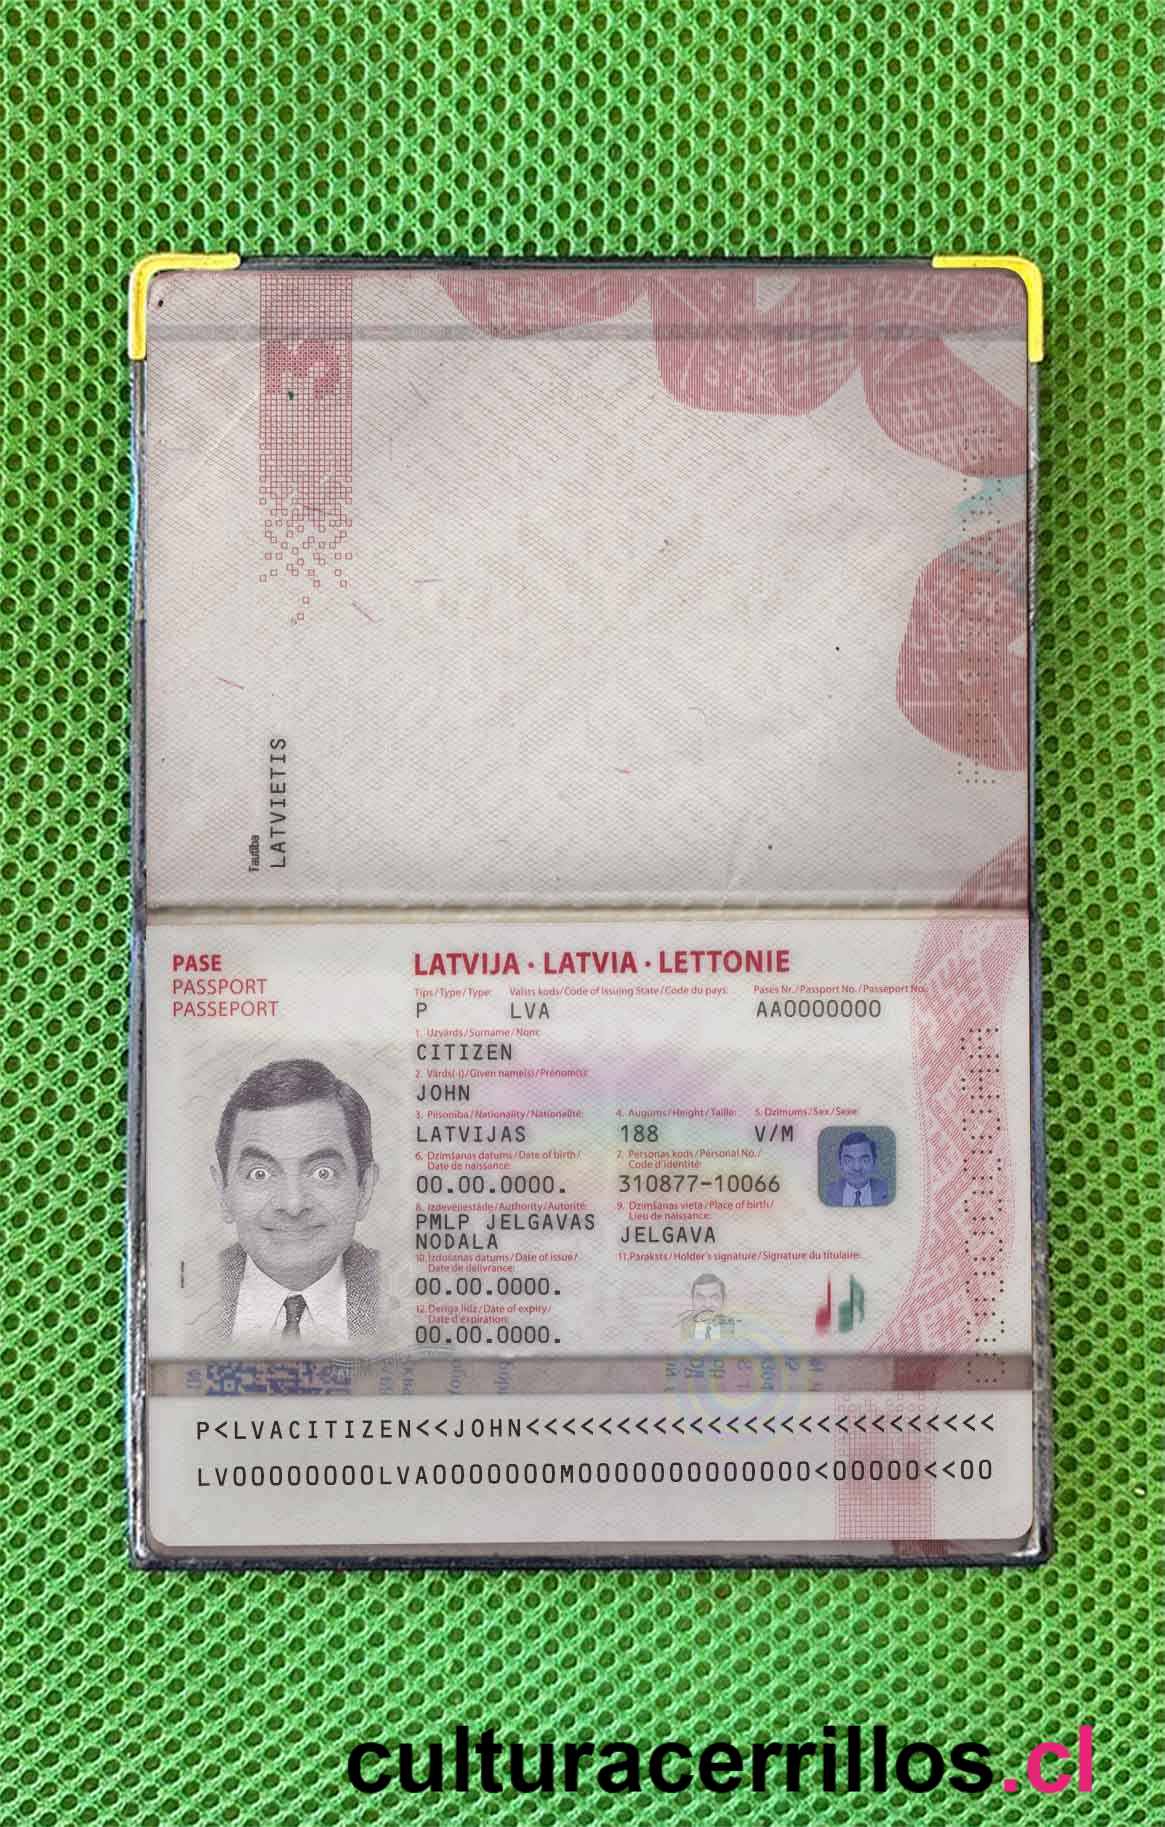 Tautība
LATVIETIS
PASE
PASSPORT
PASSEPORT
LATVIJA · LATVIA · LETTONIE
Tips/Type/Type: Valsts kods/Code of Issuing State/Code du pays: Pases Nr./Passport No./Passeport No.
P LVA AA0000000
1. Uzvārds/Surname/Nom:
CITIZEN
2. Vārds(-i)/Given name(s)/Prénom(s):
JOHN
3. Pilsonība/Nationality/Nationalité: 4. Augums/Height/Taille: 5. Dzimums/Sex/Sexe
LATVIJAS 188 V/M
6. Dzimšanas datums/Date of birth/ 7. Personas kods/Personal No./
Date de naissance: Code d'identité:
00.00.0000. 310877-10066
8. Izdevējiestāde/Authority/Autorité: 9. Dzimšanas vieta/Place of birth/
Lieu de naissance:
PMLP JELGAVAS JELGAVA
NODALA
10. Izdošanas datums/Date of issue/ 11. Paraksts/Holder's signature/Signature du titulaire:
Date de délivrance:
00.00.0000.
12. Derīga līdz/Date of expiry/
Date d'expiration:
00.00.0000.
P<LVACITIZEN<<JOHN<<<<<<<<<<<<<<<<<<<<<<<<<<
LV00000000LVA0000000M0000000000000<00000<<00
culturacerrillos.cl